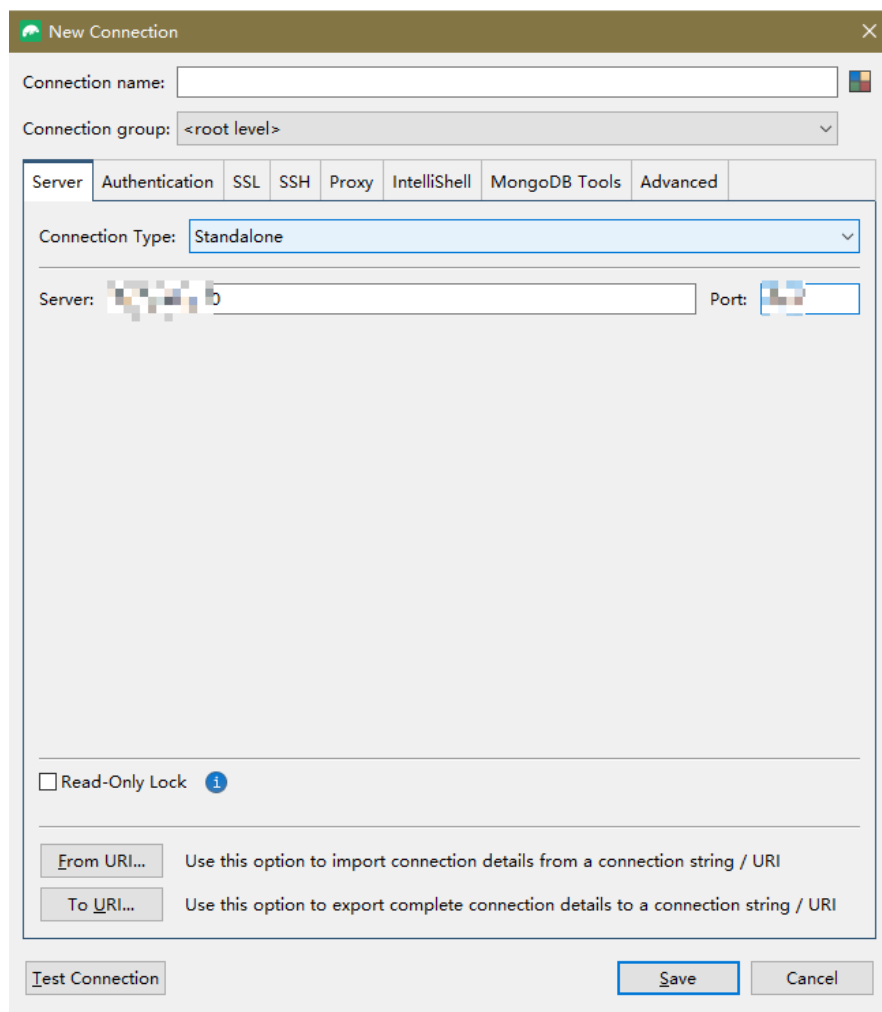 New Connection
Connection name:
Connection group: <root level>
Server Authentication SSL SSH Proxy IntelliShell MongoDB Tools Advanced
Connection Type: Standalone
Server: Port:
Read-Only Lock i
From URI... Use this option to import connection details from a connection string / URI
To URI... Use this option to export complete connection details to a connection string / URI
Test Connection Save Cancel